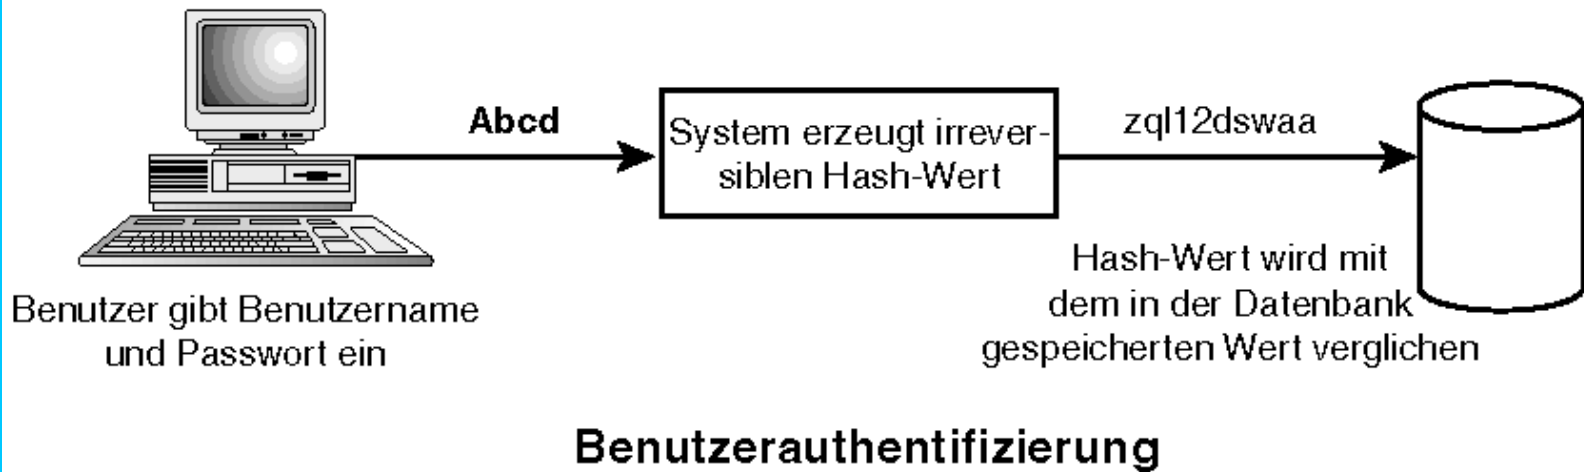 Abcd
System erzeugt irrever-
siblen Hash-Wert
zql12dswaa
Benutzer gibt Benutzername
und Passwort ein
Hash-Wert wird mit
dem in der Datenbank
gespeicherten Wert verglichen
Benutzerauthentifizierung